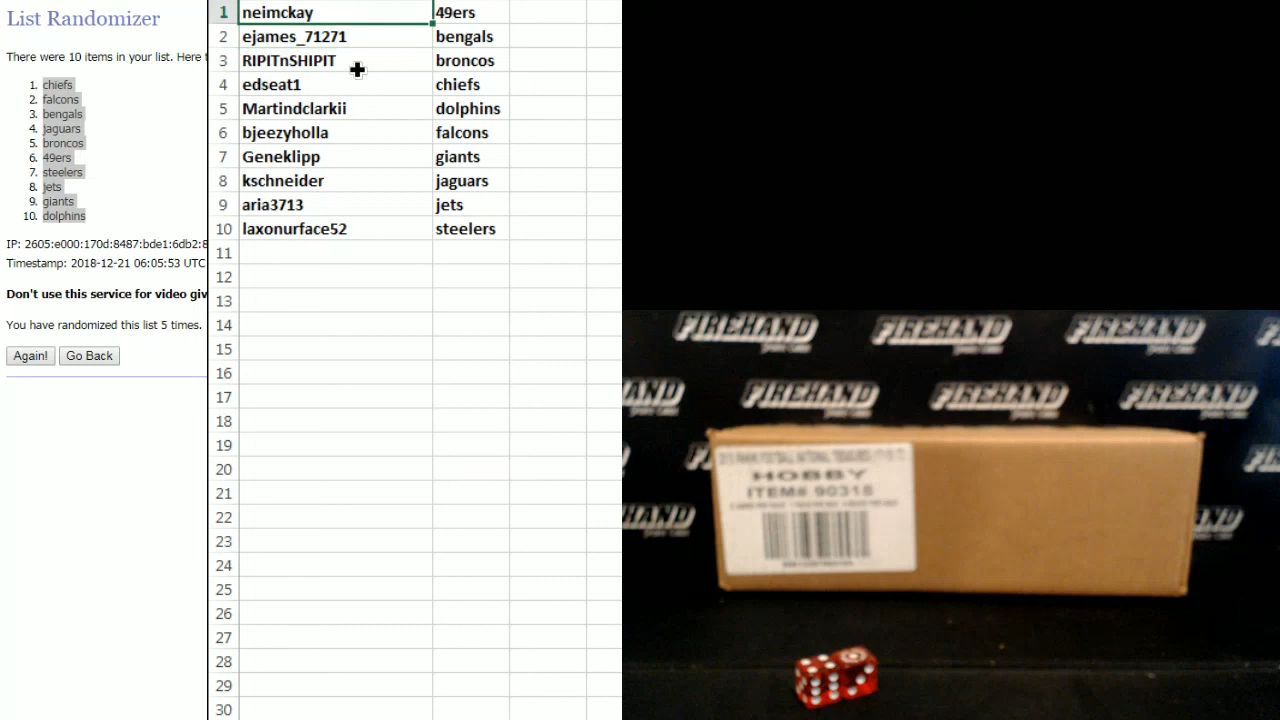 List Randomizer
There were 10 items in your list. Here
1. chiefs
2. falcons
3. bengals
4. jaguars
5. broncos
6. 49ers
7. steelers
8. jets
9. giants
10. dolphins
IP: 2605:e000:170d:8487:bde1:6db2:8
Timestamp: 2018-12-21 06:05:53 UTC
Don't use this service for video giv
You have randomized this list 5 times.
Again! Go Back
1 neimckay 49ers
2 ejames_71271 bengals
3 RIPITnSHIPIT broncos
4 edseat1 chiefs
5 Martindclarkii dolphins
6 bjeezyholla falcons
7 Geneklipp giants
8 kschneider jaguars
9 aria3713 jets
10 laxonurface52 steelers
11
12
13
14
15
16
17
18
19
20
21
22
23
24
25
26
27
28
29
30
FIREHAND FIREHAND FIREHAND
FIREHAND FIREHAND FIREHAND
HOBBY
ITEM# 90318